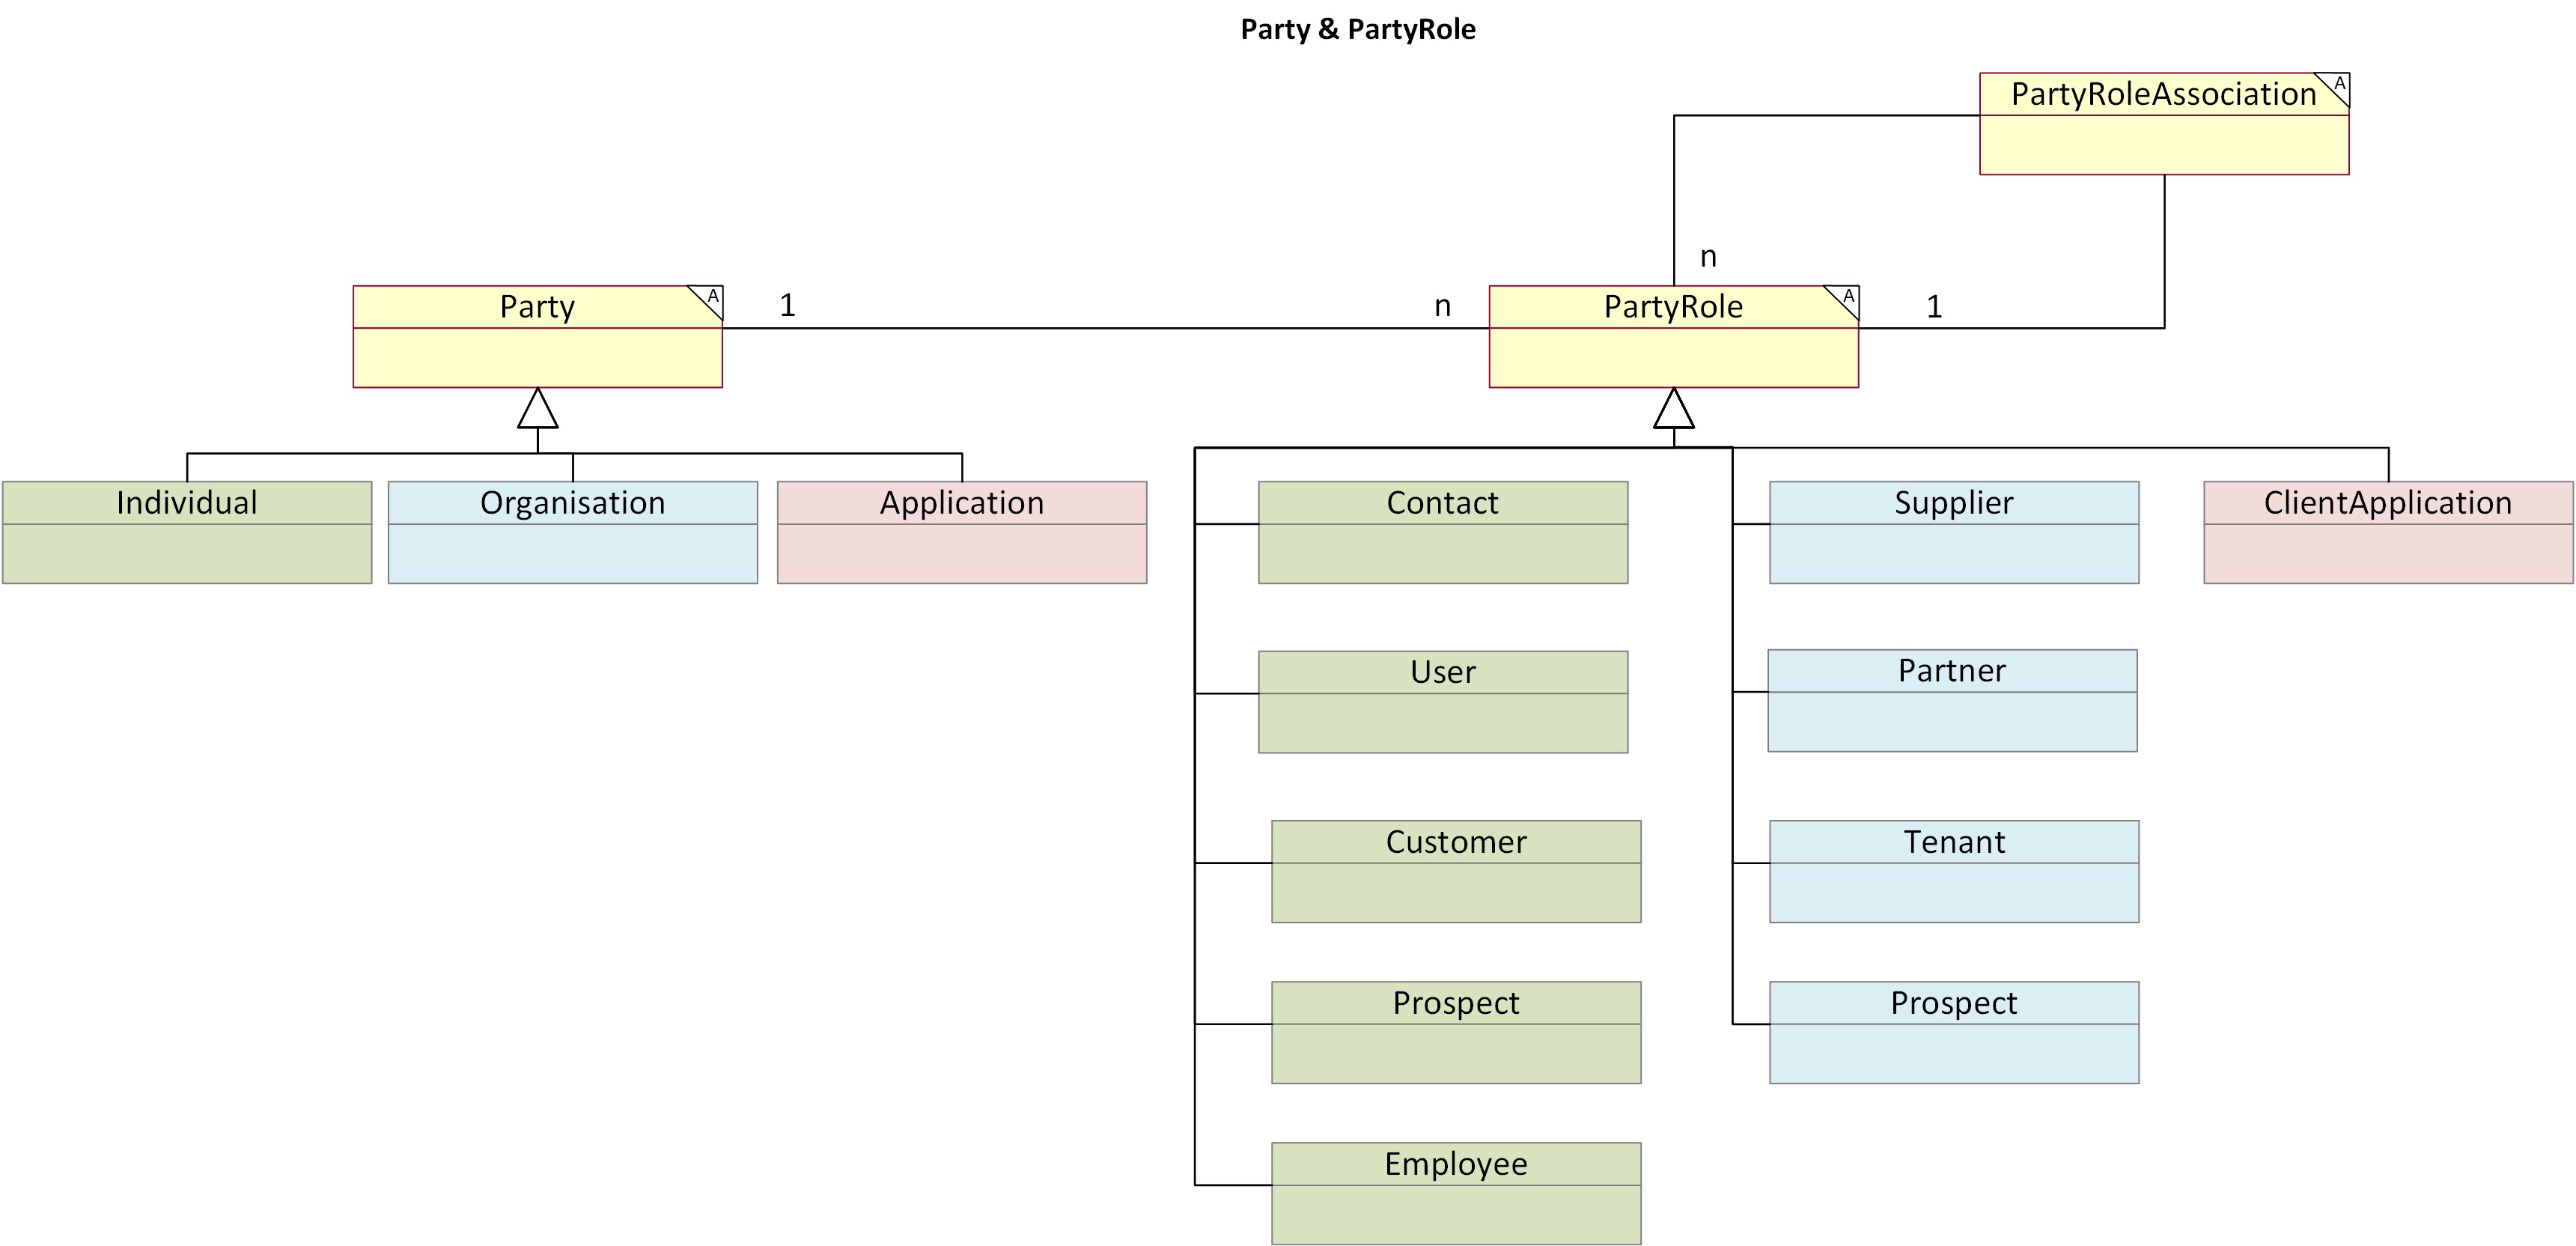 Party & PartyRole
PartyRoleAssociation
A
n
Party
A
1
n
PartyRole
A
1
Individual
Organisation
Application
Contact
Supplier
ClientApplication
User
Partner
Customer
Tenant
Prospect
Prospect
Employee